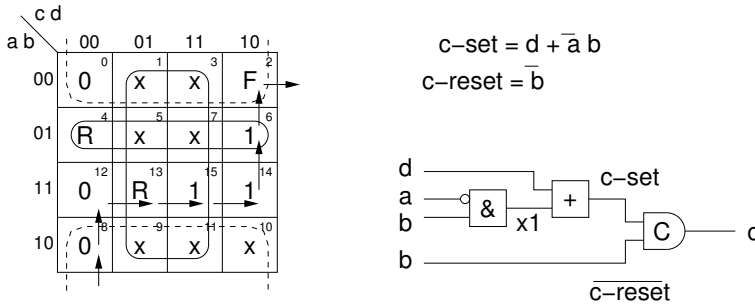 c d
a b
00 01 11 10
00 0 0 x 1 x 3 F 2
01 R 4 x 5 x 7 1 6
11 0 12 R 13 1 15 1 14
10 0 8 x 9 x 11 x 10
c-set = d + a̅ b
c-reset = b̅
d
a
b
&
x1
+
c-set
b
C
c
c-reset̅